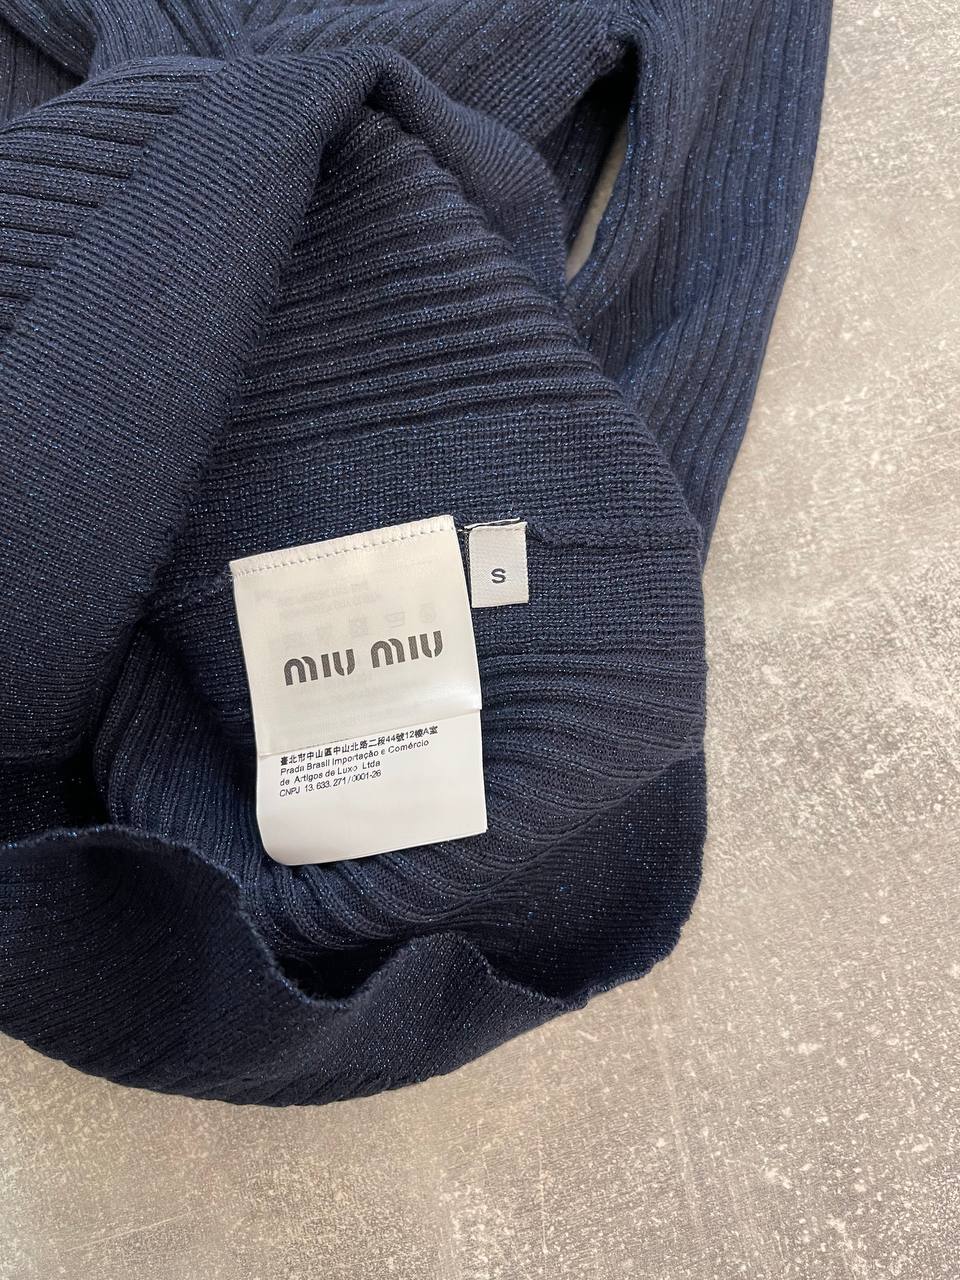 S
miu miu
臺北市中山區中山北路二段44號12樓A室
Prada Brasil Importação e Comércio
de Artigos de Luxo Ltda
CNPJ 13.633.271/0001-26